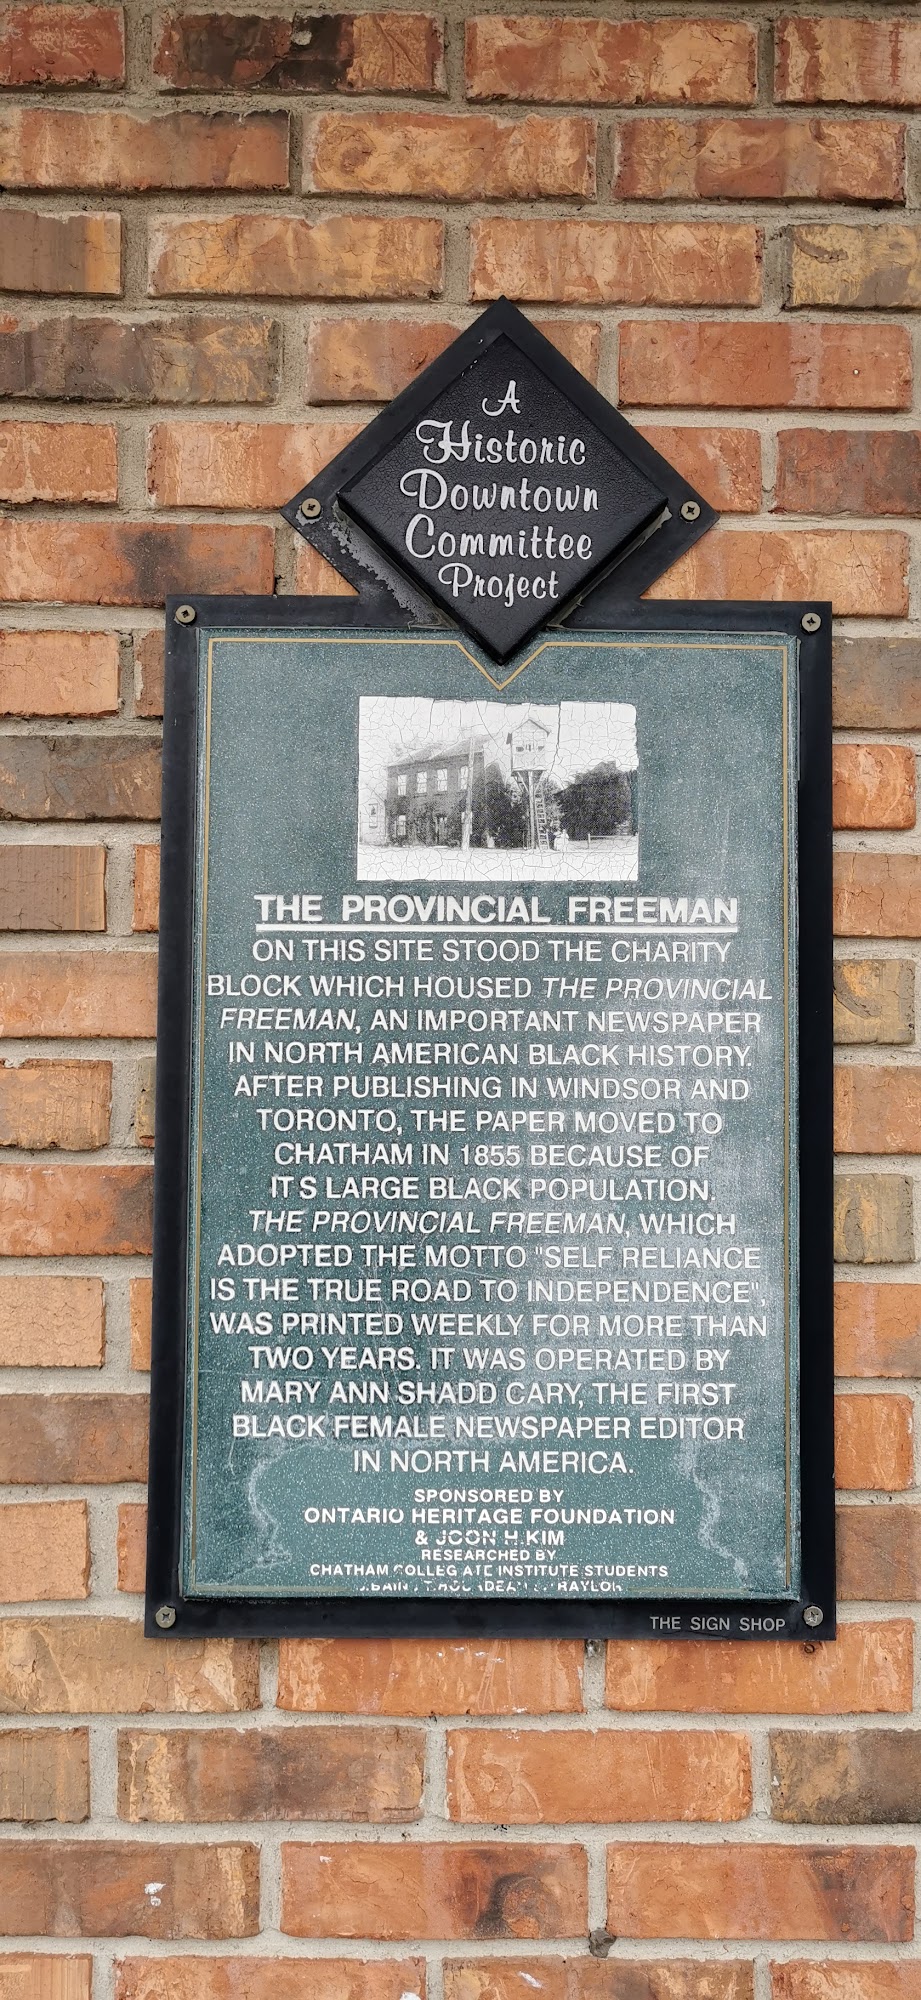 A
Historic
Downtown
Committee
Project
THE PROVINCIAL FREEMAN
ON THIS SITE STOOD THE CHARITY
BLOCK WHICH HOUSED THE PROVINCIAL
FREEMAN, AN IMPORTANT NEWSPAPER
IN NORTH AMERICAN BLACK HISTORY.
AFTER PUBLISHING IN WINDSOR AND
TORONTO, THE PAPER MOVED TO
CHATHAM IN 1855 BECAUSE OF
IT S LARGE BLACK POPULATION.
THE PROVINCIAL FREEMAN, WHICH
ADOPTED THE MOTTO "SELF RELIANCE
IS THE TRUE ROAD TO INDEPENDENCE",
WAS PRINTED WEEKLY FOR MORE THAN
TWO YEARS. IT WAS OPERATED BY
MARY ANN SHADD CARY, THE FIRST
BLACK FEMALE NEWSPAPER EDITOR
IN NORTH AMERICA.
SPONSORED BY
ONTARIO HERITAGE FOUNDATION
& JOON H.KIM
RESEARCHED BY
CHATHAM COLLEGIATE INSTITUTE STUDENTS
THE SIGN SHOP